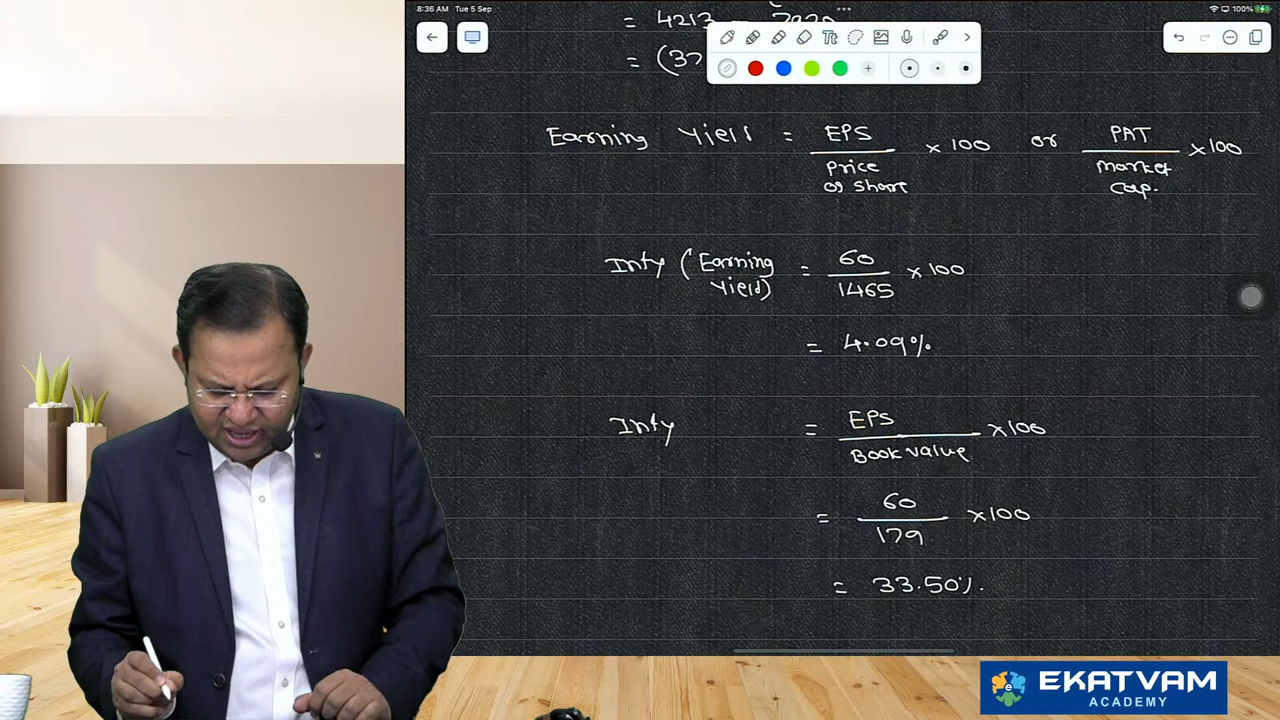 8:36 AM Tue 5 Sep
100%
= 4213
= (37
Earning Yield = EPS / Price of share × 100 or PAT / market cap. × 100
Infy (Earning Yield) = 60 / 1465 × 100
= 4.09%
Infy = EPS / Book value × 100
= 60 / 179 × 100
= 33.50%.
EKATVAM
ACADEMY